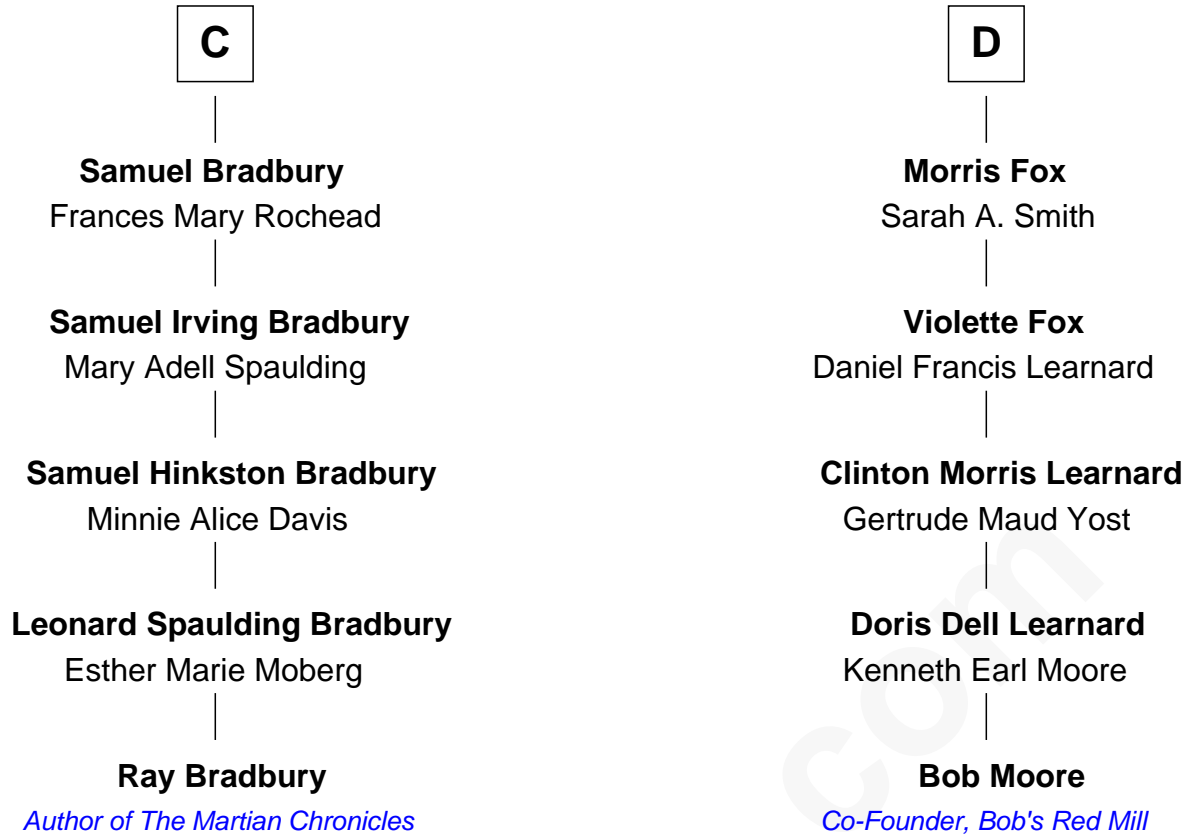 C
Samuel Bradbury
Frances Mary Rochead
Samuel Irving Bradbury
Mary Adell Spaulding
Samuel Hinkston Bradbury
Minnie Alice Davis
Leonard Spaulding Bradbury
Esther Marie Moberg
Ray Bradbury
Author of The Martian Chronicles
D
Morris Fox
Sarah A. Smith
Violette Fox
Daniel Francis Learnard
Clinton Morris Learnard
Gertrude Maud Yost
Doris Dell Learnard
Kenneth Earl Moore
Bob Moore
Co-Founder, Bob's Red Mill
com